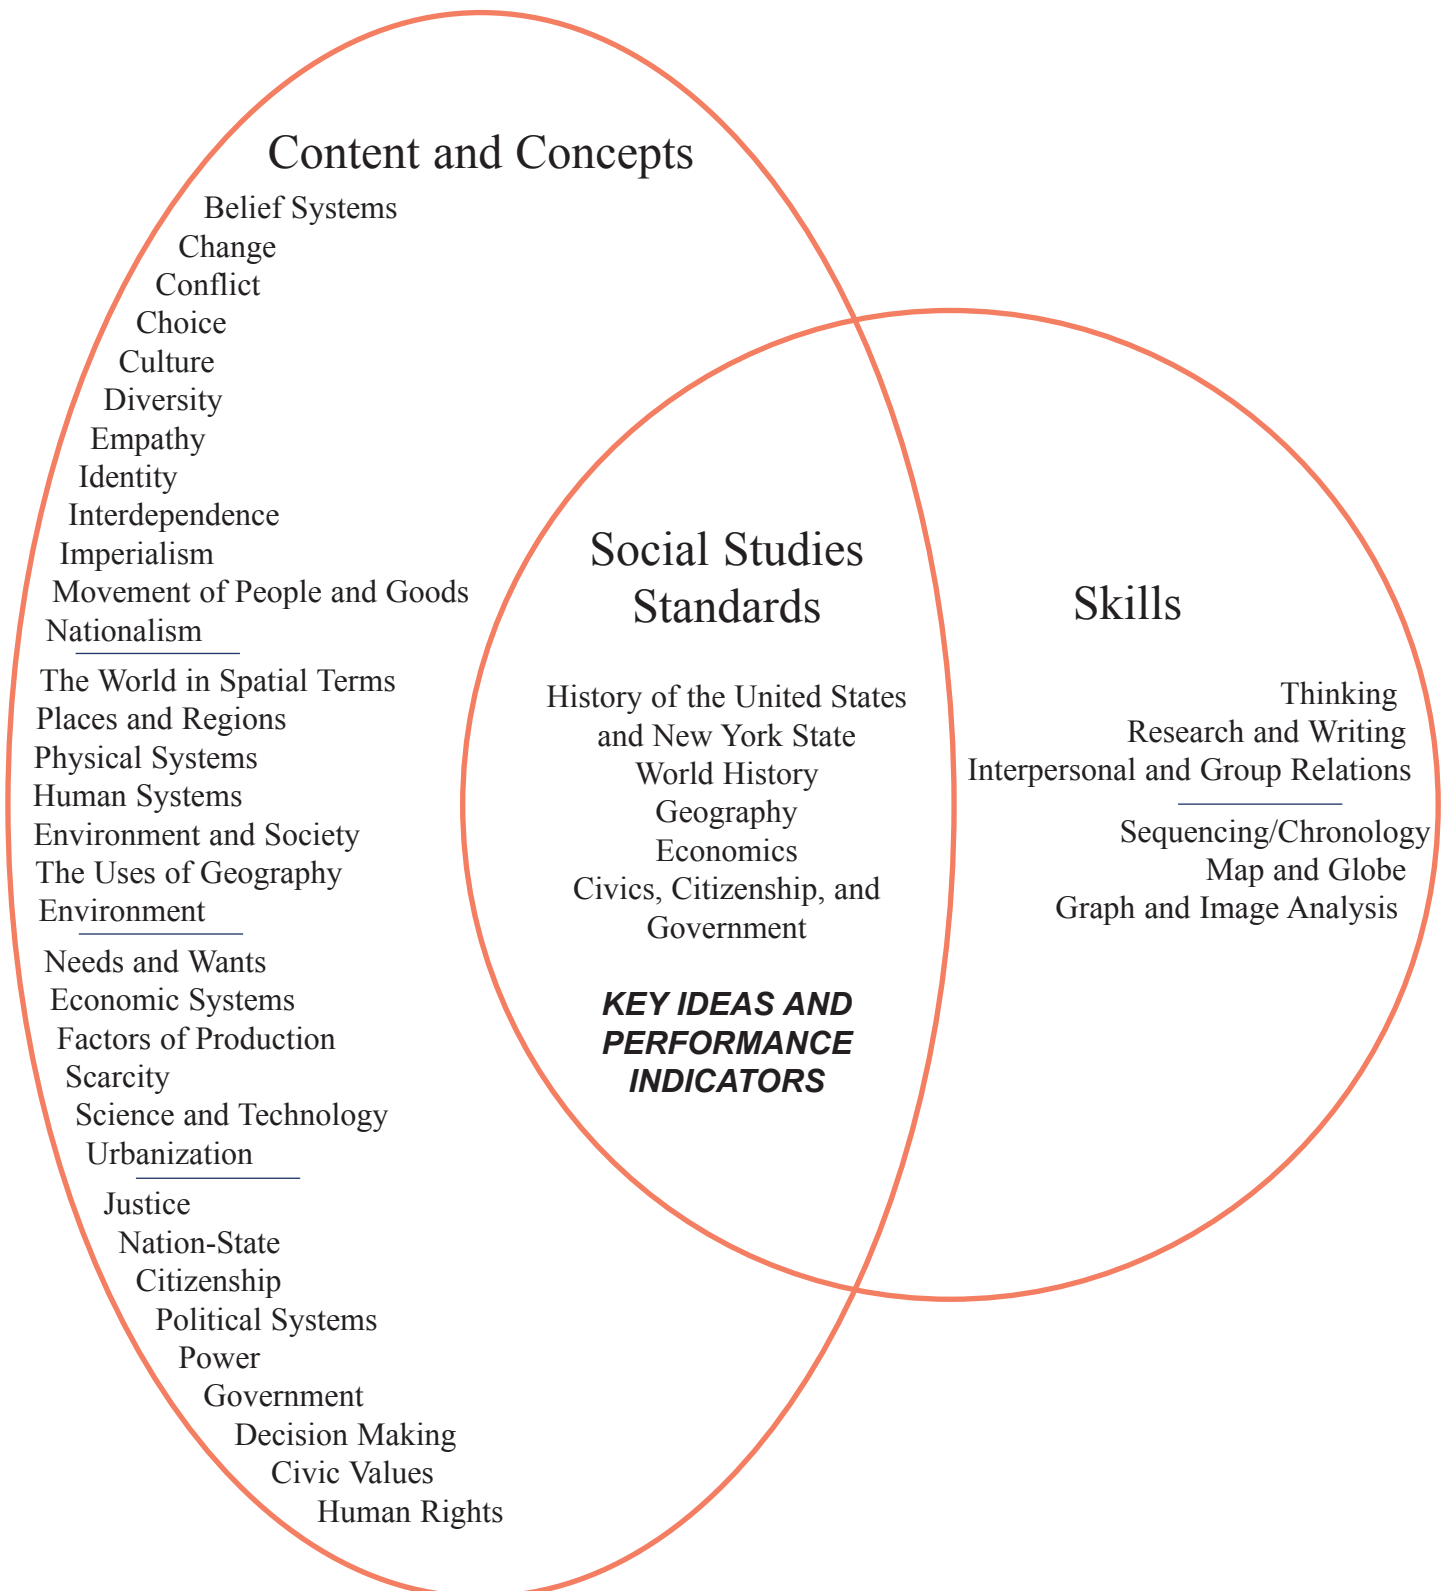 Content and Concepts
Belief Systems
Change
Conflict
Choice
Culture
Diversity
Empathy
Identity
Interdependence
Imperialism
Movement of People and Goods
Nationalism
The World in Spatial Terms
Places and Regions
Physical Systems
Human Systems
Environment and Society
The Uses of Geography
Environment
Needs and Wants
Economic Systems
Factors of Production
Scarcity
Science and Technology
Urbanization
Justice
Nation-State
Citizenship
Political Systems
Power
Government
Decision Making
Civic Values
Human Rights
Social Studies
Standards
History of the United States
and New York State
World History
Geography
Economics
Civics, Citizenship, and
Government
KEY IDEAS AND
PERFORMANCE
INDICATORS
Skills
Thinking
Research and Writing
Interpersonal and Group Relations
Sequencing/Chronology
Map and Globe
Graph and Image Analysis